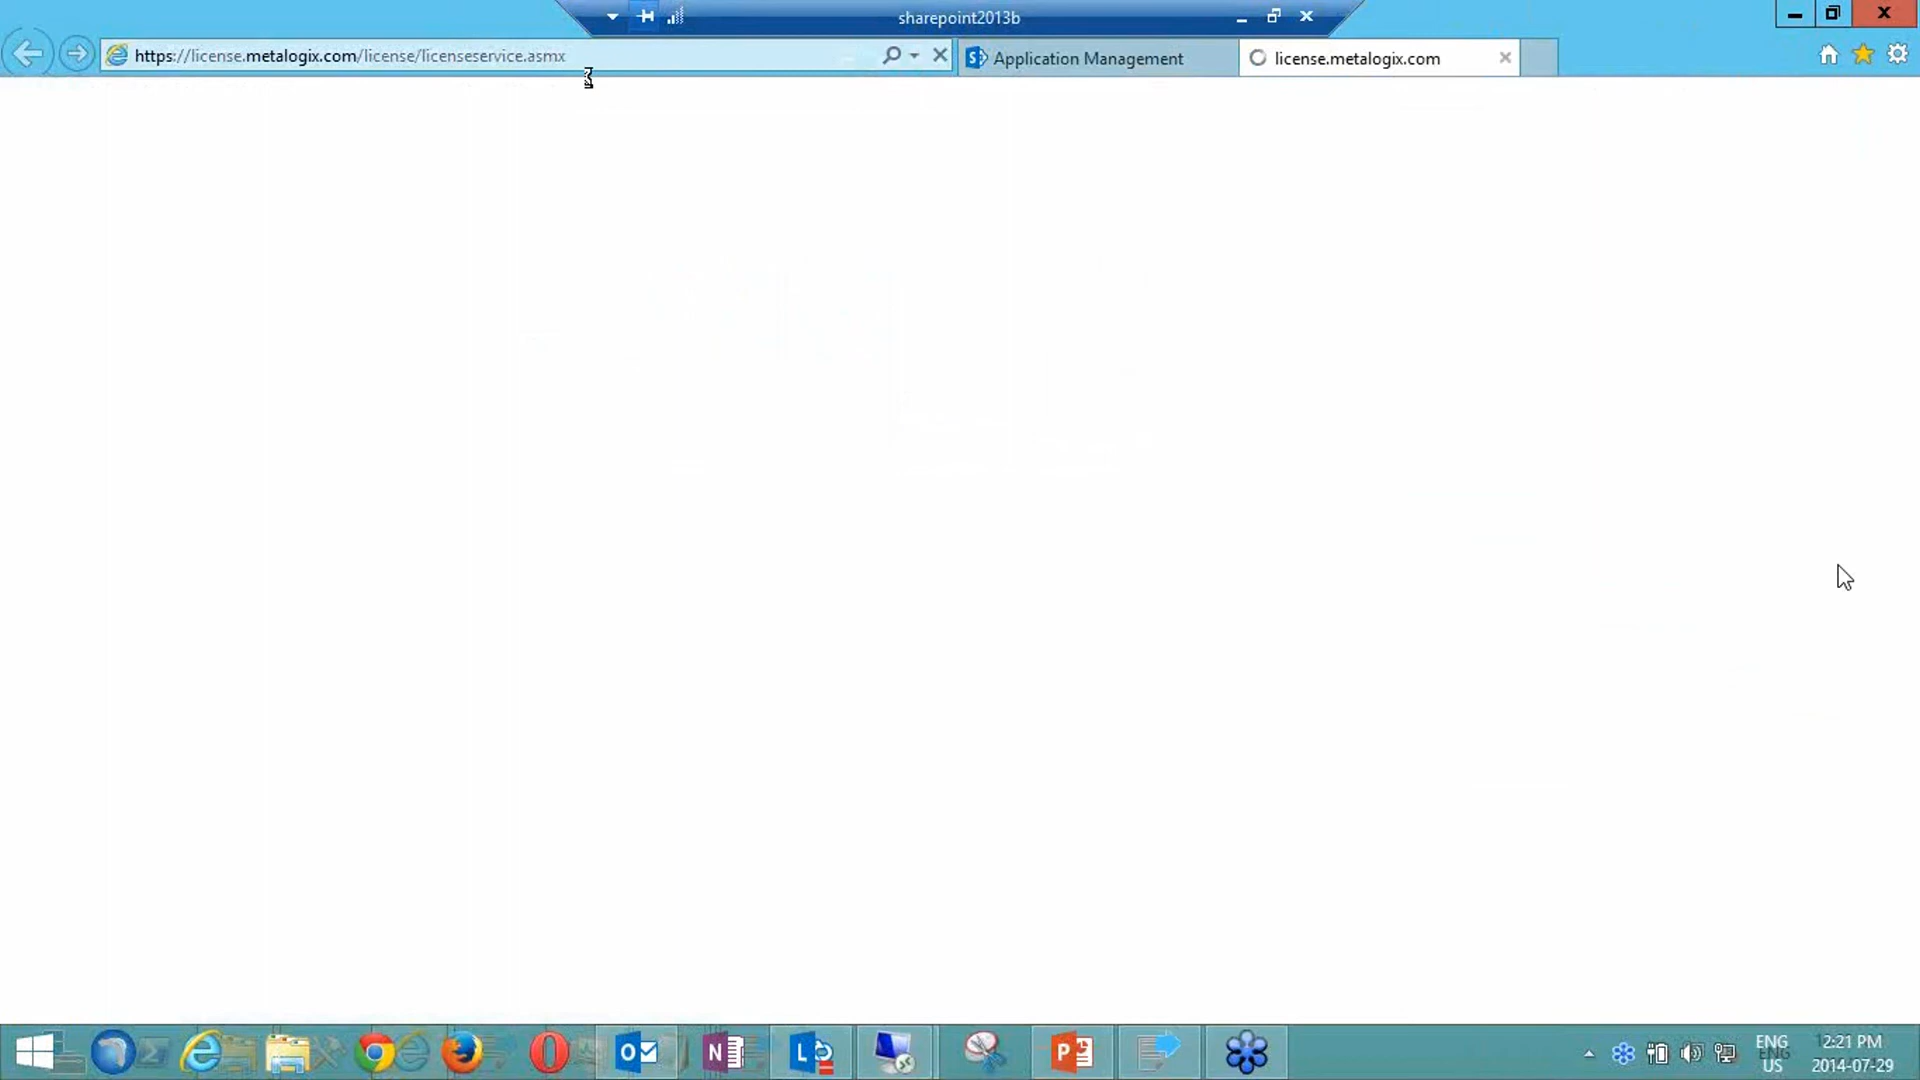 sharepoint2013b
https://license.metalogix.com/license/licenseservice.asmx
Application Management
license.metalogix.com
ENG
US
2:21 PM
2014-07-29